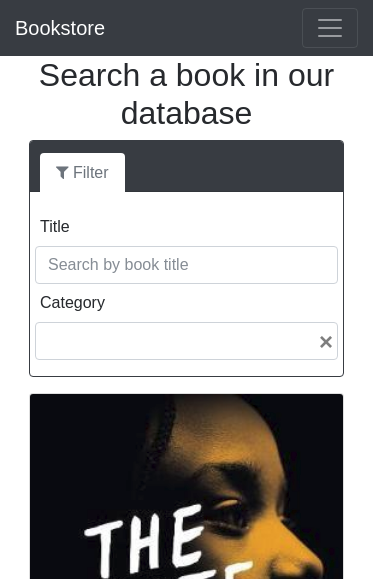 Bookstore
Search a book in our
database
Filter
Title
Search by book title
Category
×
THE